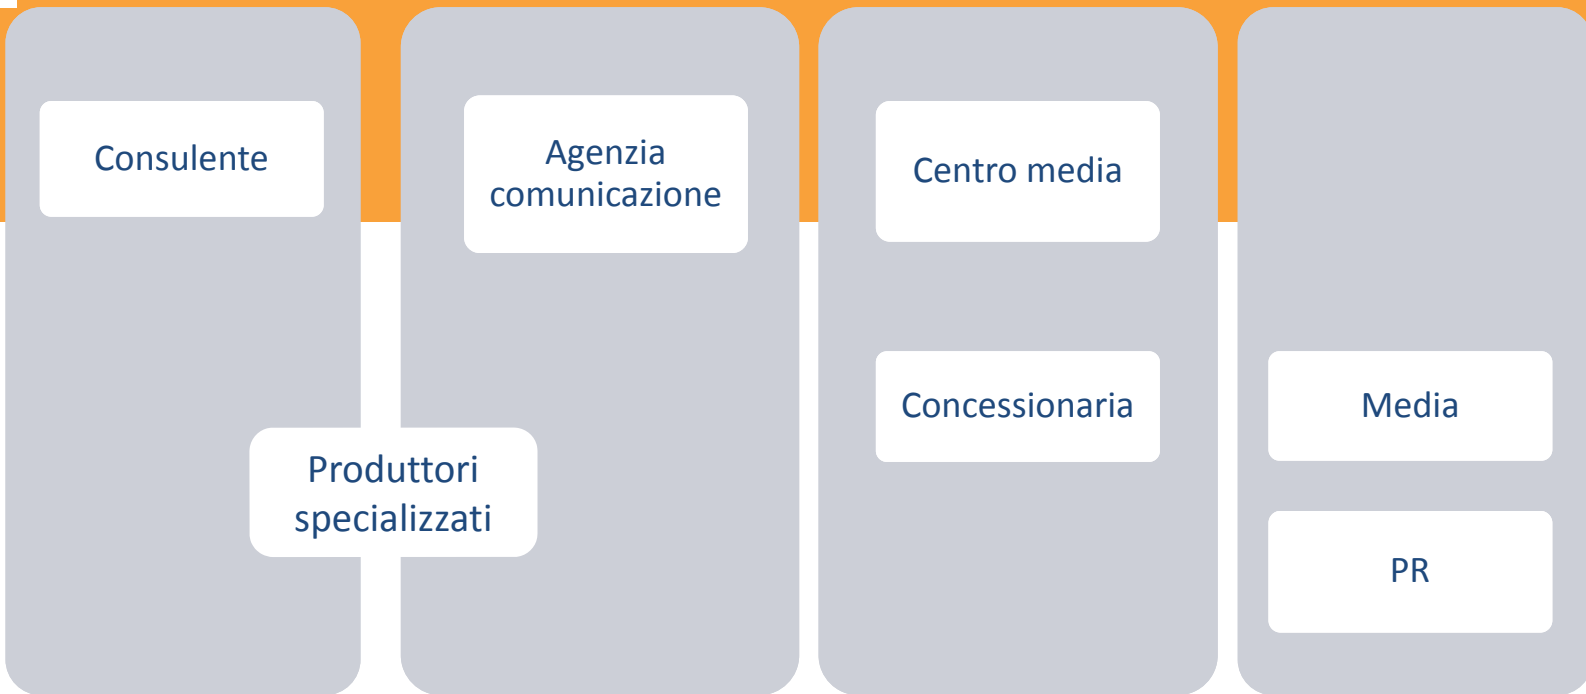 Consulente
Agenzia
comunicazione
Centro media
Concessionaria
Media
Produttori
specializzati
PR